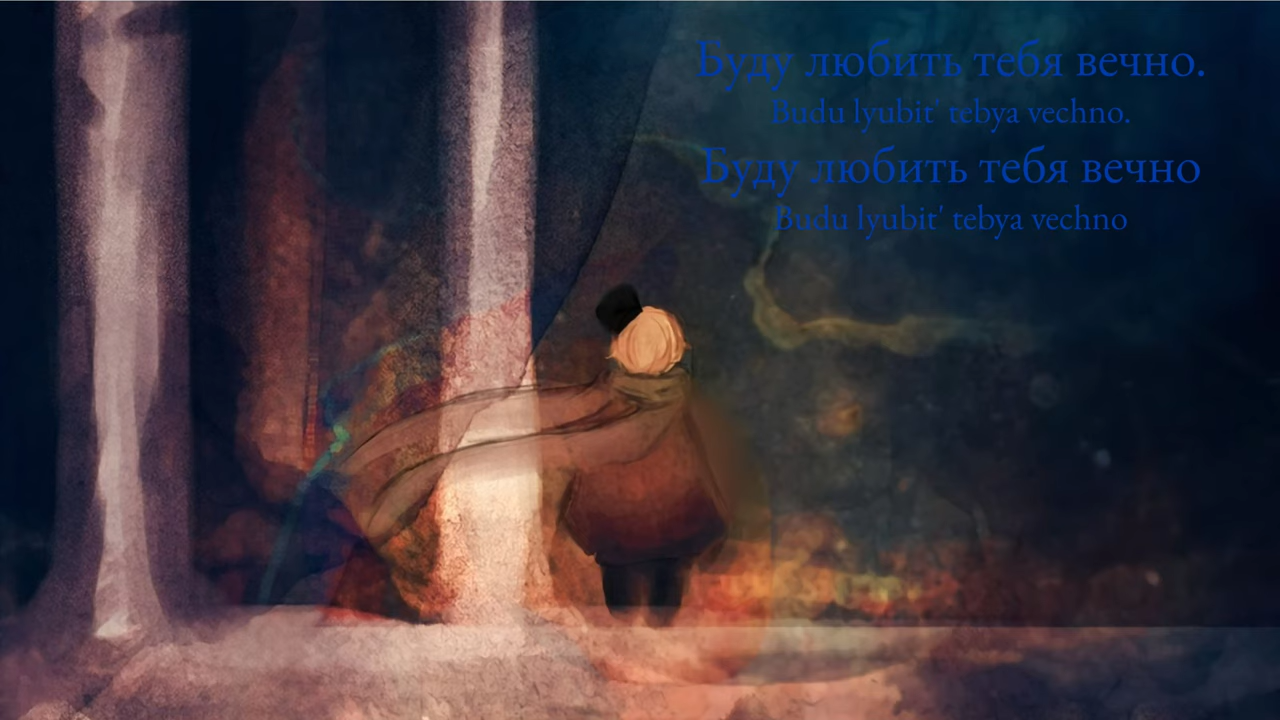 Буду любить тебя вечно.
Budu lyubit' tebya vechno.
Буду любить тебя вечно
Budu lyubit' tebya vechno